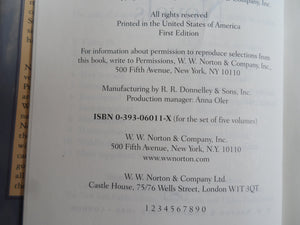 & Company, Inc.
All rights reserved
Printed in the United States of America
First Edition
For information about permission to reproduce selections from
this book, write to Permissions, W. W. Norton & Company, Inc.,
500 Fifth Avenue, New York, NY 10110
Manufacturing by R. R. Donnelley & Sons, Inc.
Production manager: Anna Oler
ISBN 0-393-06011-X (for the set of five volumes)
W. W. Norton & Company, Inc.
500 Fifth Avenue, New York, N.Y. 10110
www.wwnorton.com
W. W. Norton & Company Ltd.
Castle House, 75/76 Wells Street, London W1T 3QT
1 2 3 4 5 6 7 8 9 0